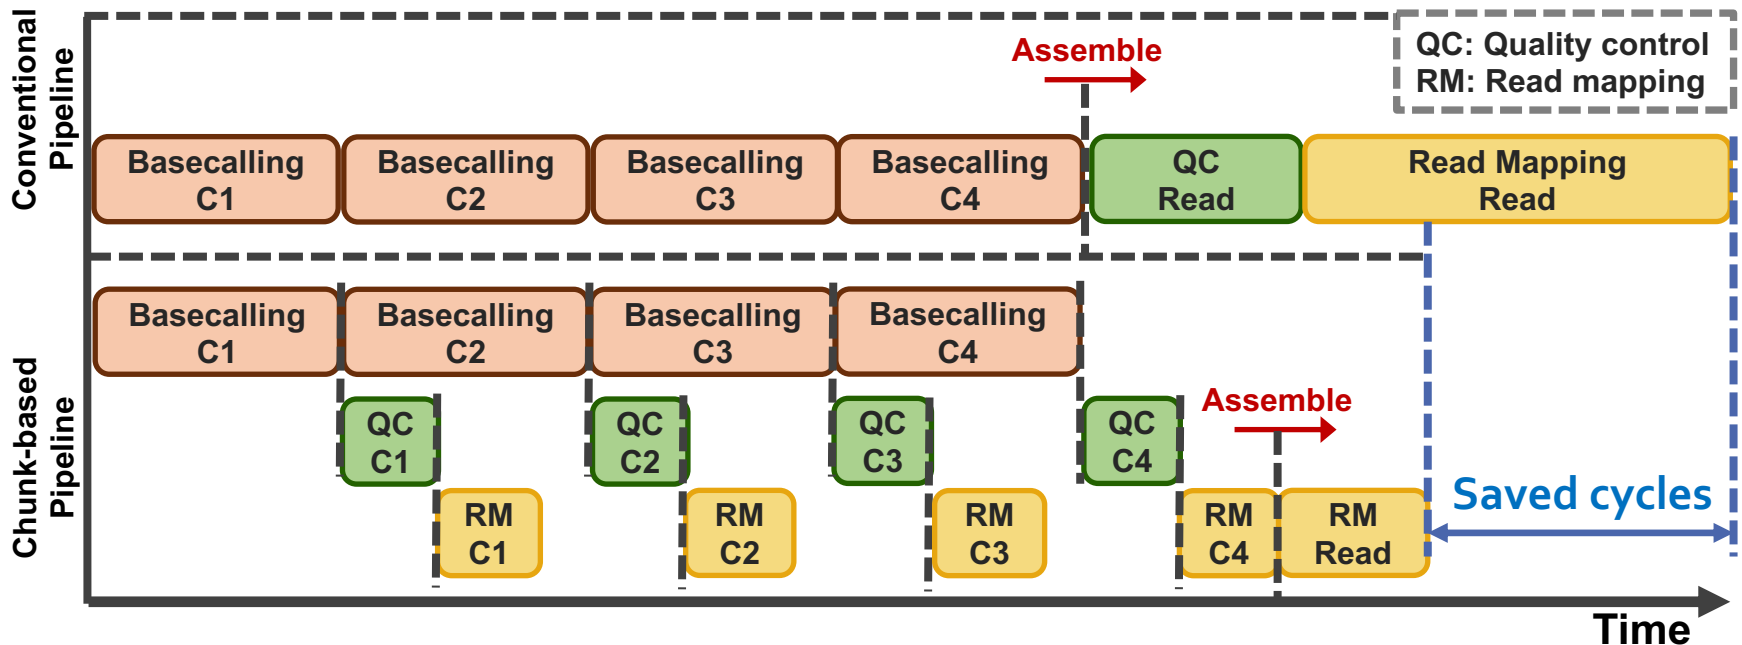 Conventional
Pipeline
Assemble
QC: Quality control
RM: Read mapping
Basecalling
C1
Basecalling
C2
Basecalling
C3
Basecalling
C4
QC
Read
Read Mapping
Read
Chunk-based
Pipeline
Basecalling
C1
Basecalling
C2
Basecalling
C3
Basecalling
C4
QC
C1
QC
C2
QC
C3
QC
C4
Assemble
RM
C1
RM
C2
RM
C3
RM
C4
RM
Read
Saved cycles
Time